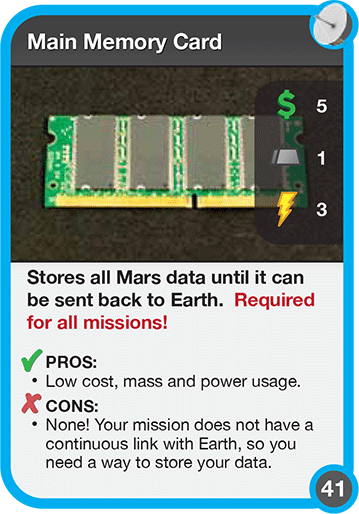 Main Memory Card
$ 5
1
3
Stores all Mars data until it can
be sent back to Earth. Required
for all missions!
PROS:
• Low cost, mass and power usage.
CONS:
• None! Your mission does not have a
continuous link with Earth, so you
need a way to store your data.
41